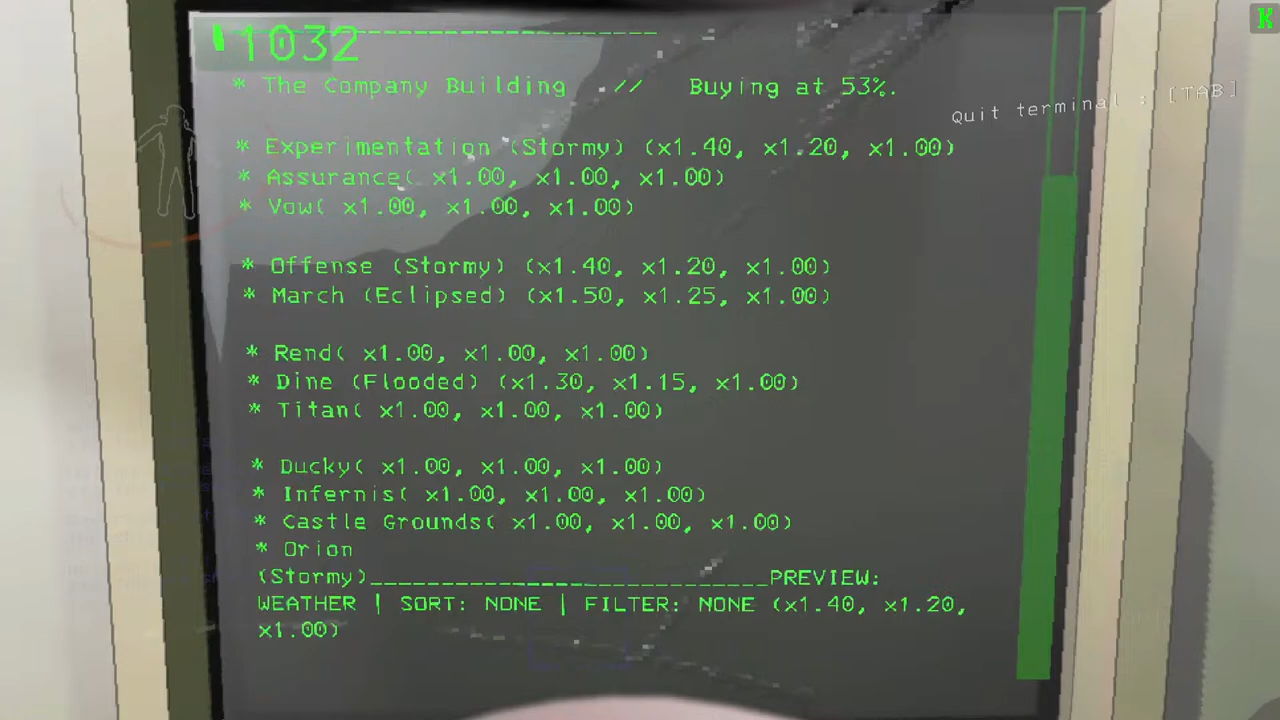 1032
* The Company Building // Buying at 53%.
Quit terminal : [TAB]
* Experimentation (Stormy) (x1.40, x1.20, x1.00)
* Assurance( x1.00, x1.00, x1.00)
* Vow( x1.00, x1.00, x1.00)
* Offense (Stormy) (x1.40, x1.20, x1.00)
* March (Eclipsed) (x1.50, x1.25, x1.00)
* Rend( x1.00, x1.00, x1.00)
* Dine (Flooded) (x1.30, x1.15, x1.00)
* Titan( x1.00, x1.00, x1.00)
* Ducky( x1.00, x1.00, x1.00)
* Infernis( x1.00, x1.00, x1.00)
* Castle Grounds( x1.00, x1.00, x1.00)
* Orion
(Stormy)____________________________PREVIEW:
WEATHER | SORT: NONE | FILTER: NONE (x1.40, x1.20,
x1.00)
K